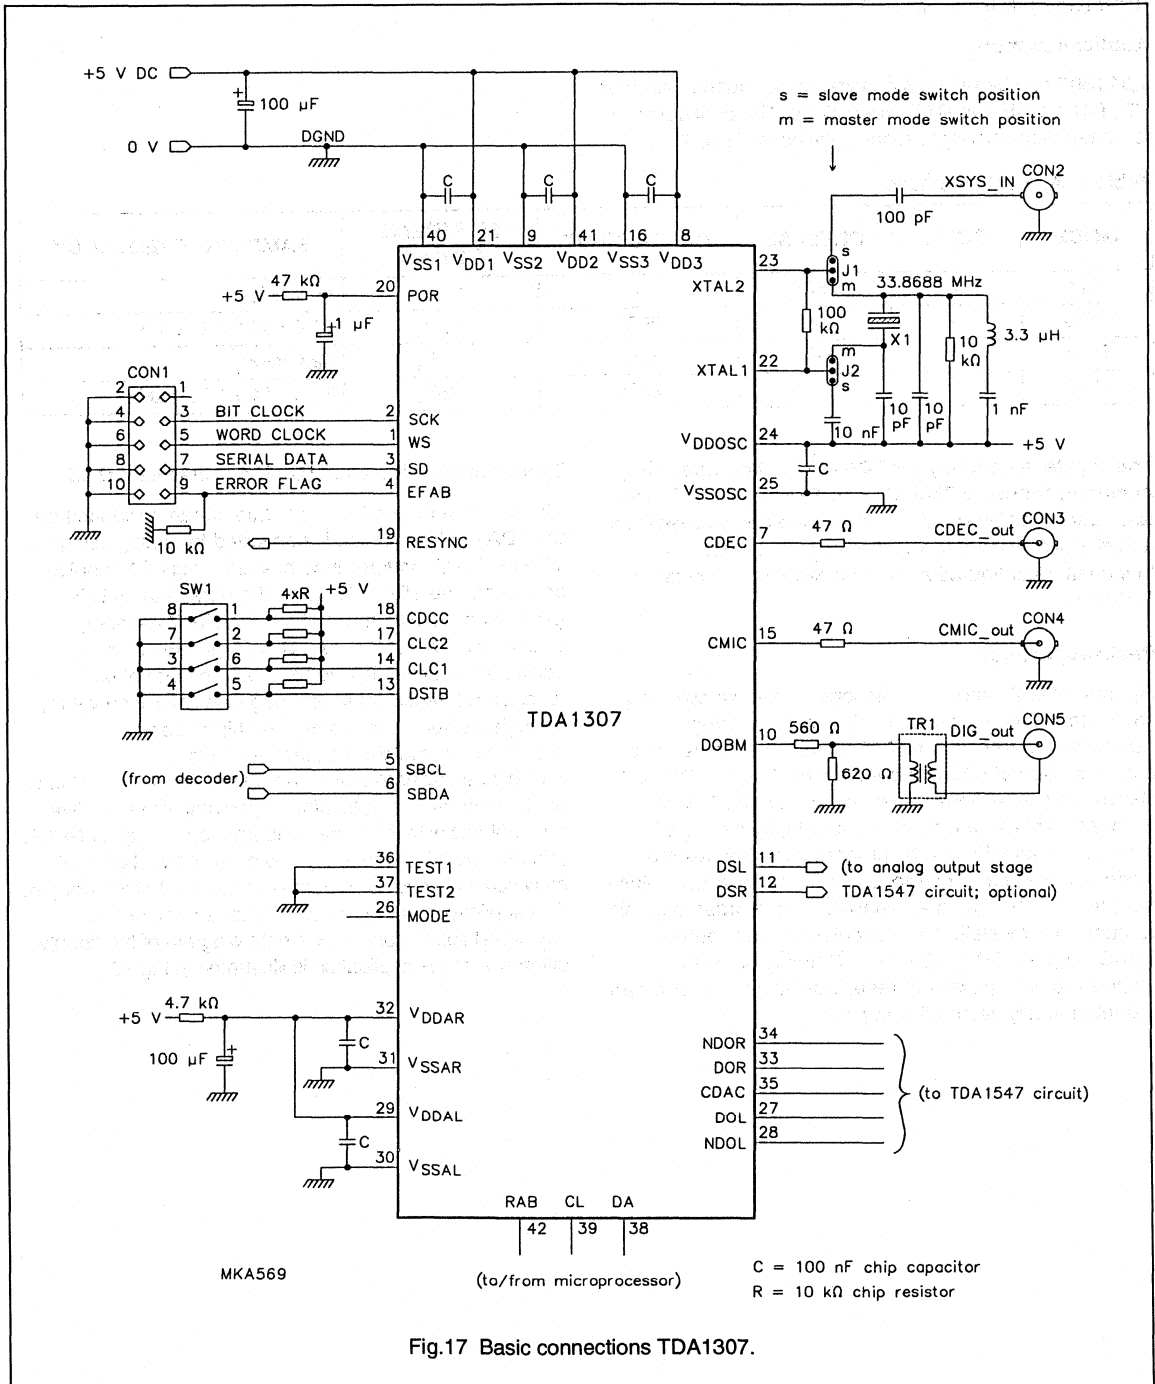 +5 V DC
+
100 µF
DGND
0 V
s = slave mode switch position
m = master mode switch position
C
C
C
XSYS_IN
CON2
100 pF
40
21
9
41
16
8
VSS1
VDD1
VSS2
VDD2
VSS3
VDD3
23
XTAL2
s
J1
m
33.8688 MHz
47 kΩ
+5 V
20
POR
+
1 µF
100 kΩ
X1
10 kΩ
3.3 µH
m
J2
s
22
XTAL1
10 pF
10 pF
1 nF
10 nF
CON1
2
1
4
3
BIT CLOCK
2
SCK
6
5
WORD CLOCK
1
WS
8
7
SERIAL DATA
3
SD
10
9
ERROR FLAG
4
EFAB
10 kΩ
24
VDDOSC
+5 V
C
25
VSSOSC
19
RESYNC
7
CDEC
47 Ω
CDEC_out
CON3
SW1
4xR
+5 V
8
1
18
CDCC
7
2
17
CLC2
3
6
14
CLC1
4
5
13
DSTB
15
CMIC
47 Ω
CMIC_out
CON4
TDA1307
10
DOBM
560 Ω
620 Ω
TR1
DIG_out
CON5
(from decoder)
5
SBCL
6
SBDA
36
TEST1
37
TEST2
26
MODE
DSL
11
(to analog output stage
DSR
12
TDA1547 circuit; optional)
4.7 kΩ
+5 V
32
VDDAR
100 µF
+
C
31
VSSAR
29
VDDAL
C
30
VSSAL
NDOR
34
DOR
33
CDAC
35
(to TDA1547 circuit)
DOL
27
NDOL
28
RAB
CL
DA
42
39
38
MKA569
(to/from microprocessor)
C = 100 nF chip capacitor
R = 10 kΩ chip resistor
Fig.17 Basic connections TDA1307.